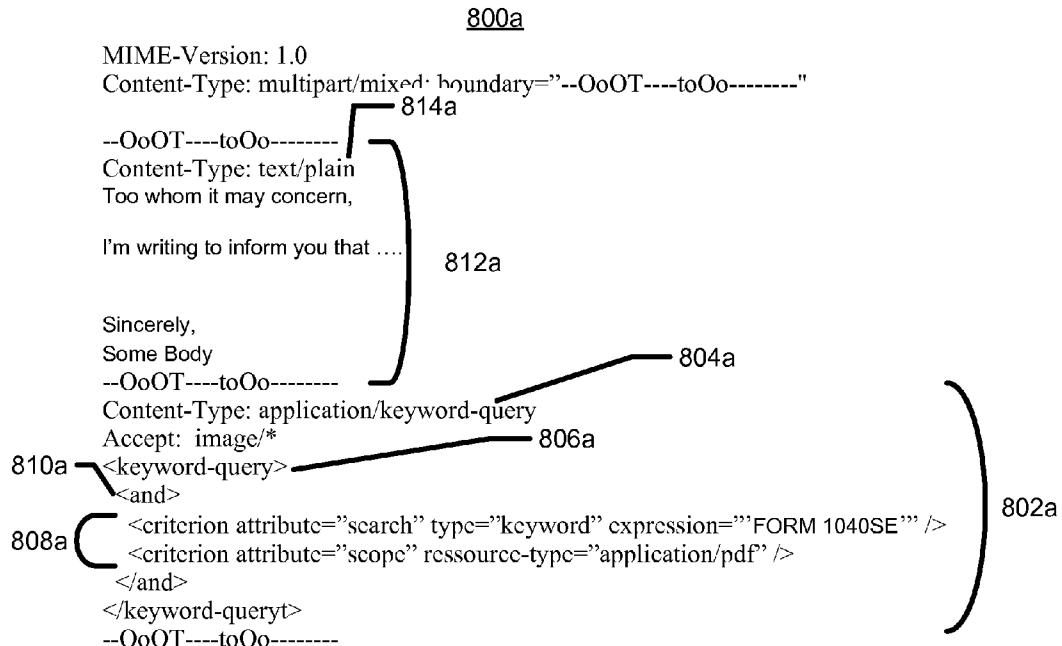 800a
MIME-Version: 1.0
Content-Type: multipart/mixed; boundary=”--OoOT----toOo--------"
814a
--OoOT----toOo--------
Content-Type: text/plain
Too whom it may concern,
I'm writing to inform you that ….
812a
Sincerely,
Some Body
804a
--OoOT----toOo--------
Content-Type: application/keyword-query
Accept: image/*
806a
810a
<keyword-query>
<and>
802a
<criterion attribute=”search” type=”keyword” expression=”’FORM 1040SE’” />
808a
<criterion attribute=”scope” ressource-type=”application/pdf” />
</and>
</keyword-queryt>
--OoOT----toOo--------